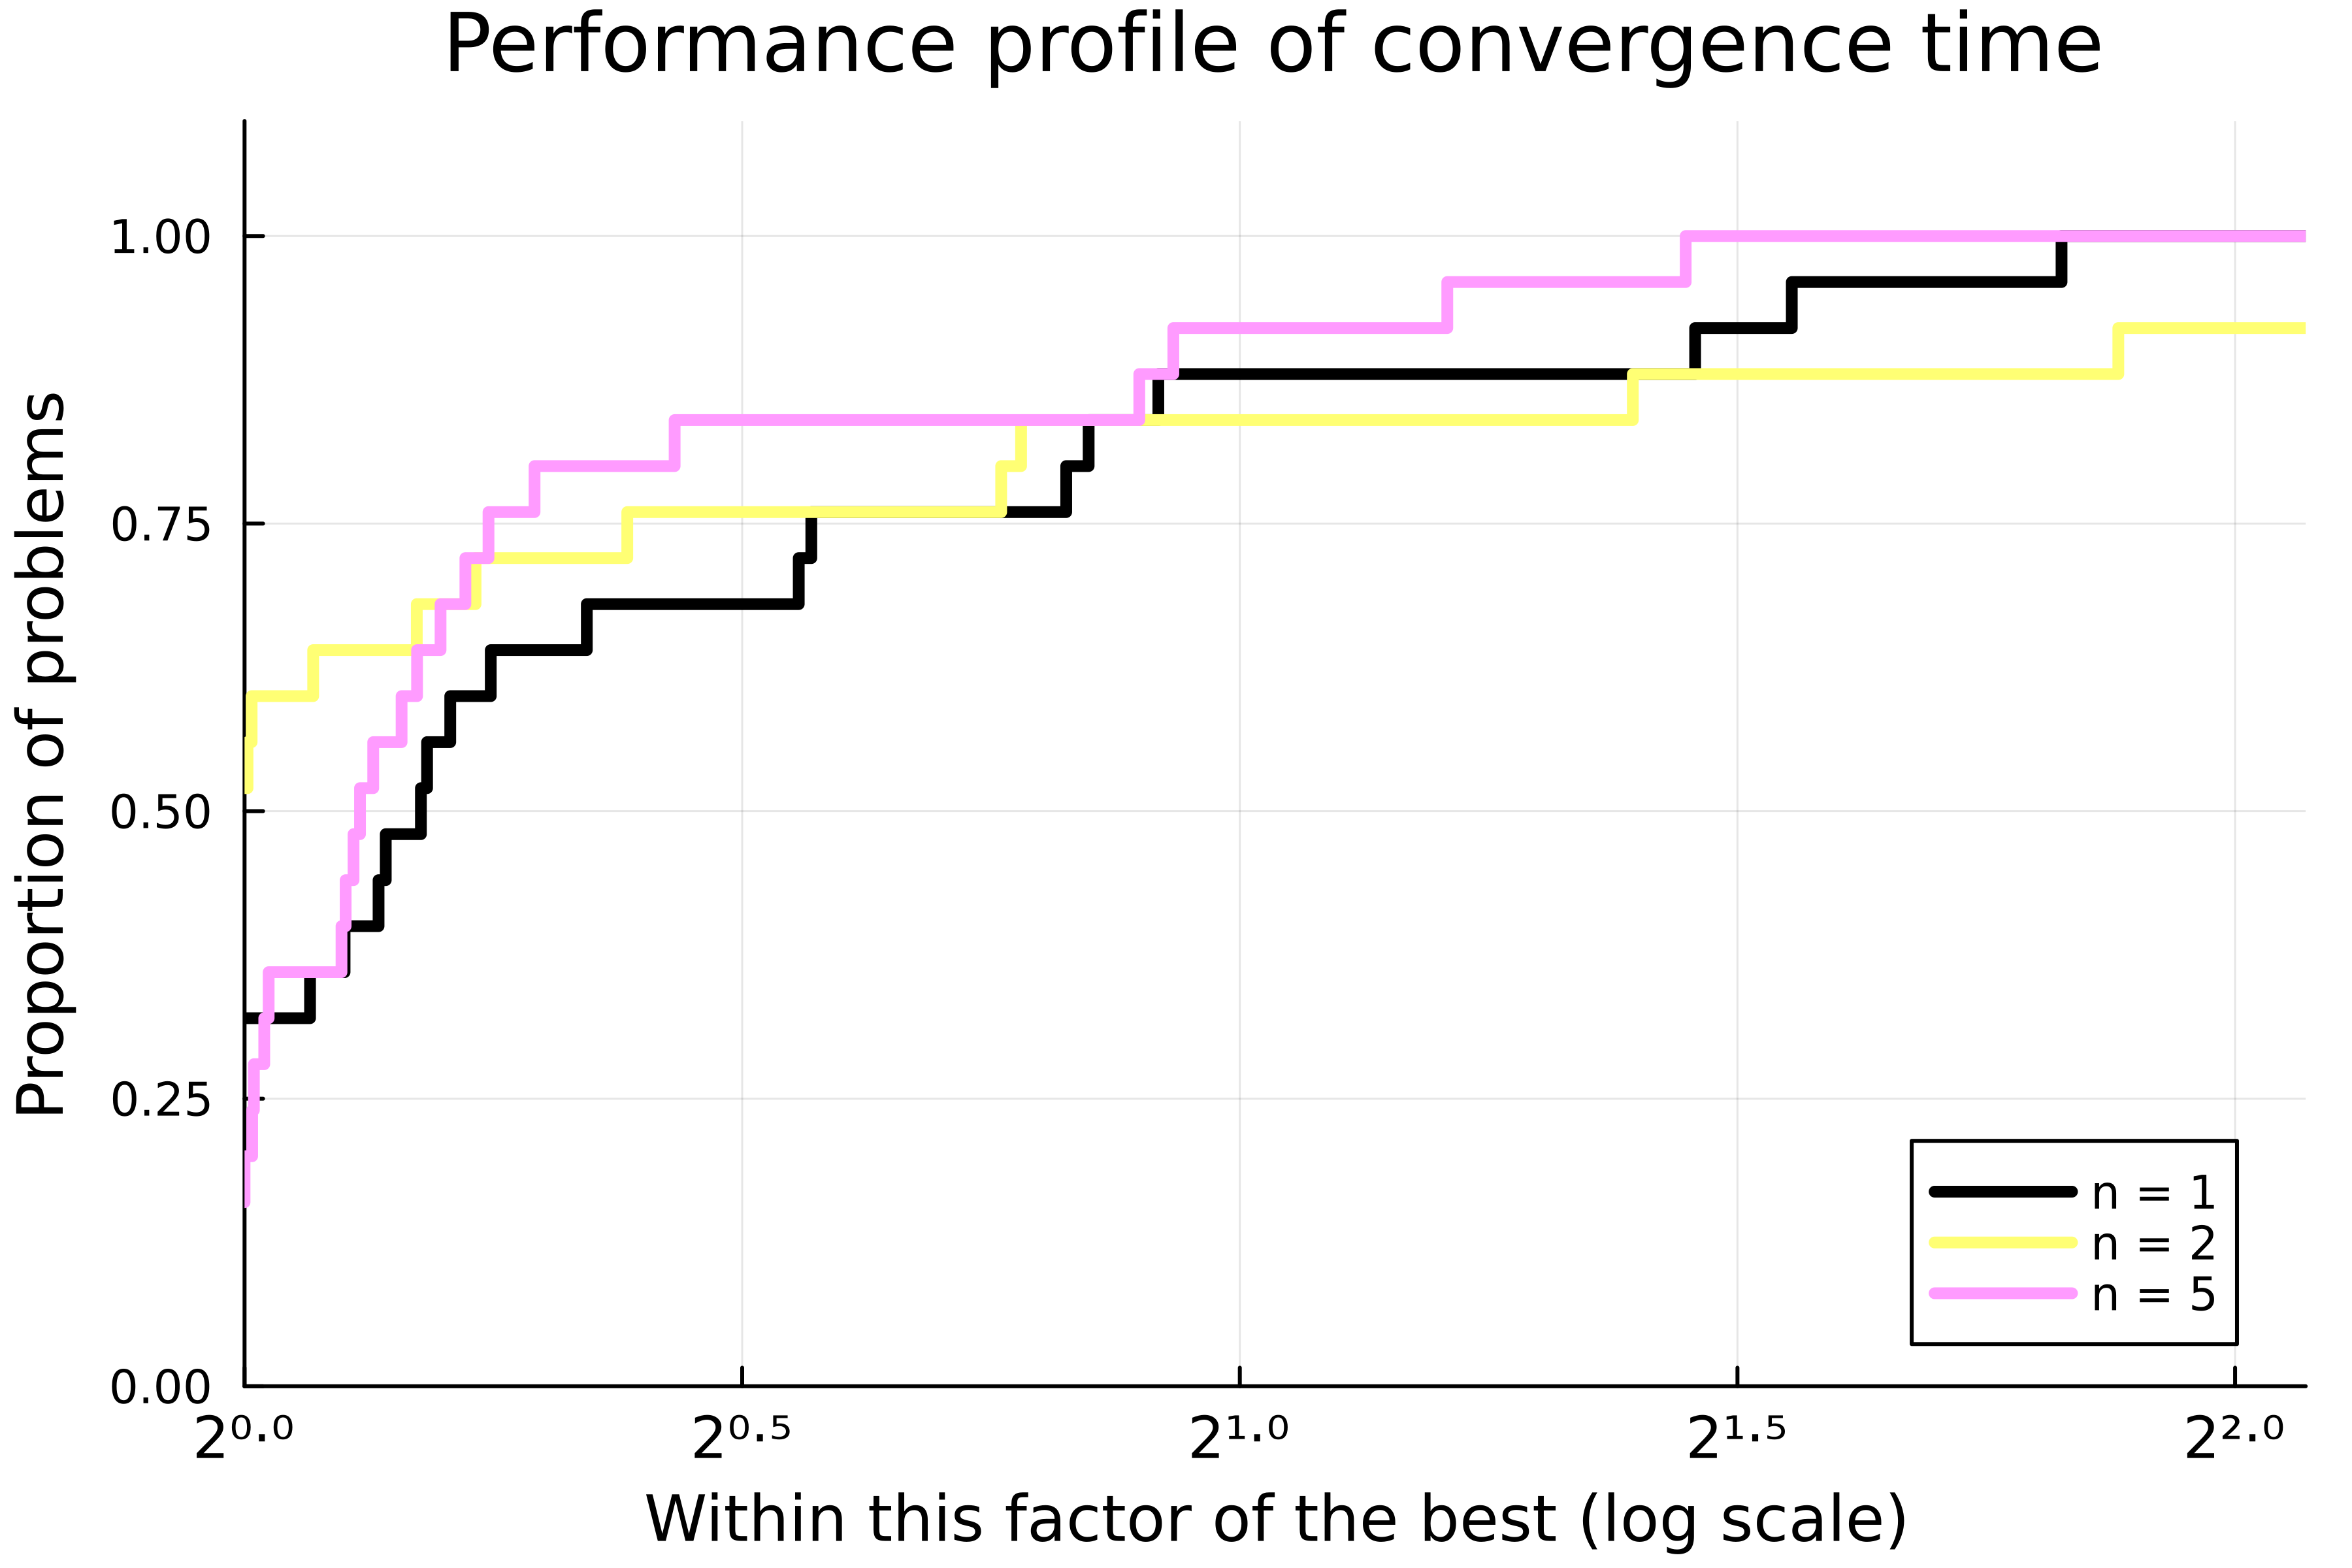 Performance profile of convergence time
Proportion of problems
1.00
0.75
0.50
0.25
0.00
2⁰·⁰ 2⁰·⁵ 2¹·⁰ 2¹·⁵ 2²·⁰
Within this factor of the best (log scale)
n = 1
n = 2
n = 5